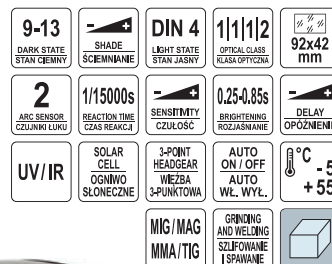 9-13
DARK STATE
STAN CIEMNY
SHADE
ŚCIEMNIANIE
DIN 4
LIGHT STATE
STAN JASNY
1|1|1|2
OPTICAL CLASS
KLASA OPTYCZNA
92x42
mm
2
ARC SENSOR
CZUJNIKI ŁUKU
1/15000s
REACTION TIME
CZAS REAKCJI
SENSITIVITY
CZUŁOŚĆ
0.25-0.85s
BRIGHTENING
ROZJAŚNIANIE
DELAY
OPÓŹNIENI
UV/IR
SOLAR
CELL
OGNIWO
SŁONECZNE
3-POINT
HEADGEAR
WIĘŹBA
3-PUNKTOWA
AUTO
ON / OFF
AUTO
WŁ. WYŁ.
°C
- 5
+ 55
MIG/MAG
MMA/TIG
GRINDING
AND WELDING
SZLIFOWANIE
I SPAWANIE